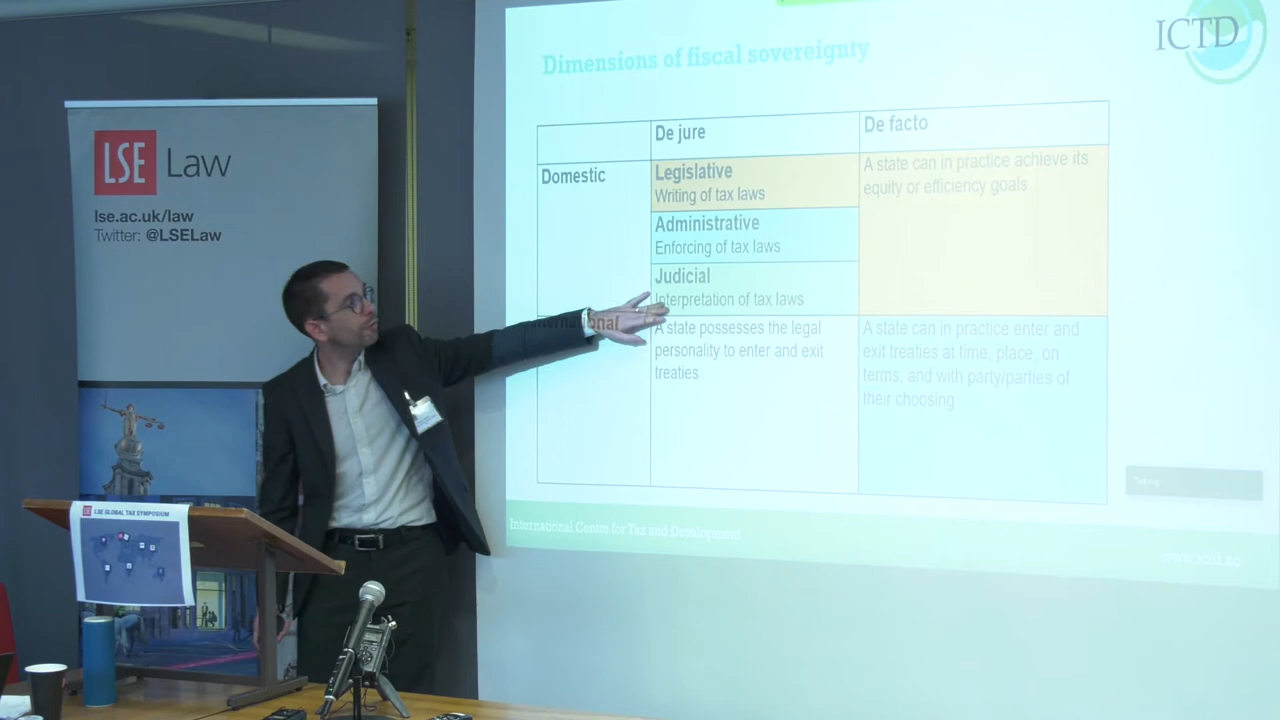 LSE Law
lse.ac.uk/law
Twitter: @LSELaw
LSE GLOBAL TAX SYMPOSIUM
ICTD
Dimensions of fiscal sovereignty
De jure
De facto
Domestic
Legislative
Writing of tax laws
Administrative
Enforcing of tax laws
Judicial
Interpretation of tax laws
A state can in practice achieve its
equity or efficiency goals
International
A state possesses the legal
personality to enter and exit
treaties
A state can in practice enter and
exit treaties at time, place, on
terms, and with party/parties of
their choosing
International Centre for Tax and Development